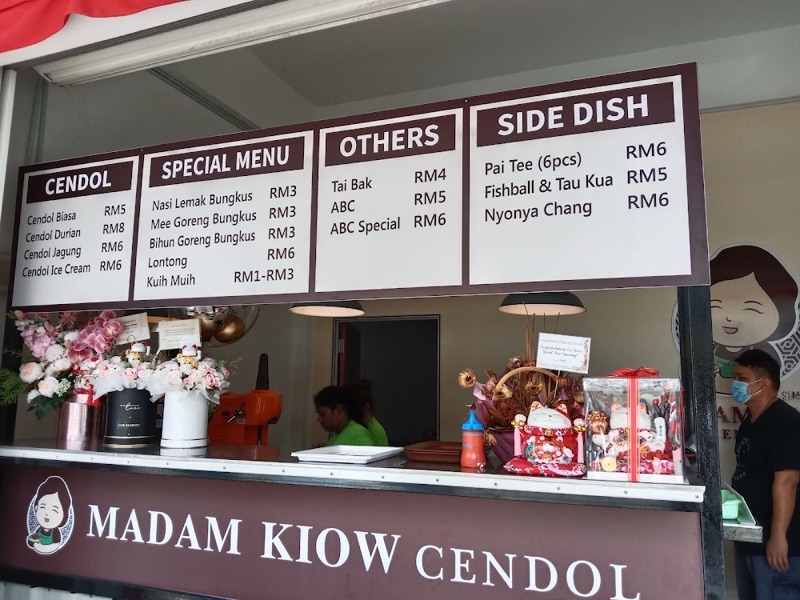 CENDOL
Cendol Biasa RM5
Cendol Durian RM8
Cendol Jagung RM6
Cendol Ice Cream RM6
SPECIAL MENU
Nasi Lemak Bungkus RM3
Mee Goreng Bungkus RM3
Bihun Goreng Bungkus RM3
Lontong RM6
Kuih Muih RM1-RM3
OTHERS
Tai Bak RM4
ABC RM5
ABC Special RM6
SIDE DISH
Pai Tee (6pcs) RM6
Fishball & Tau Kua RM5
Nyonya Chang RM6
MADAM KIOW CENDOL